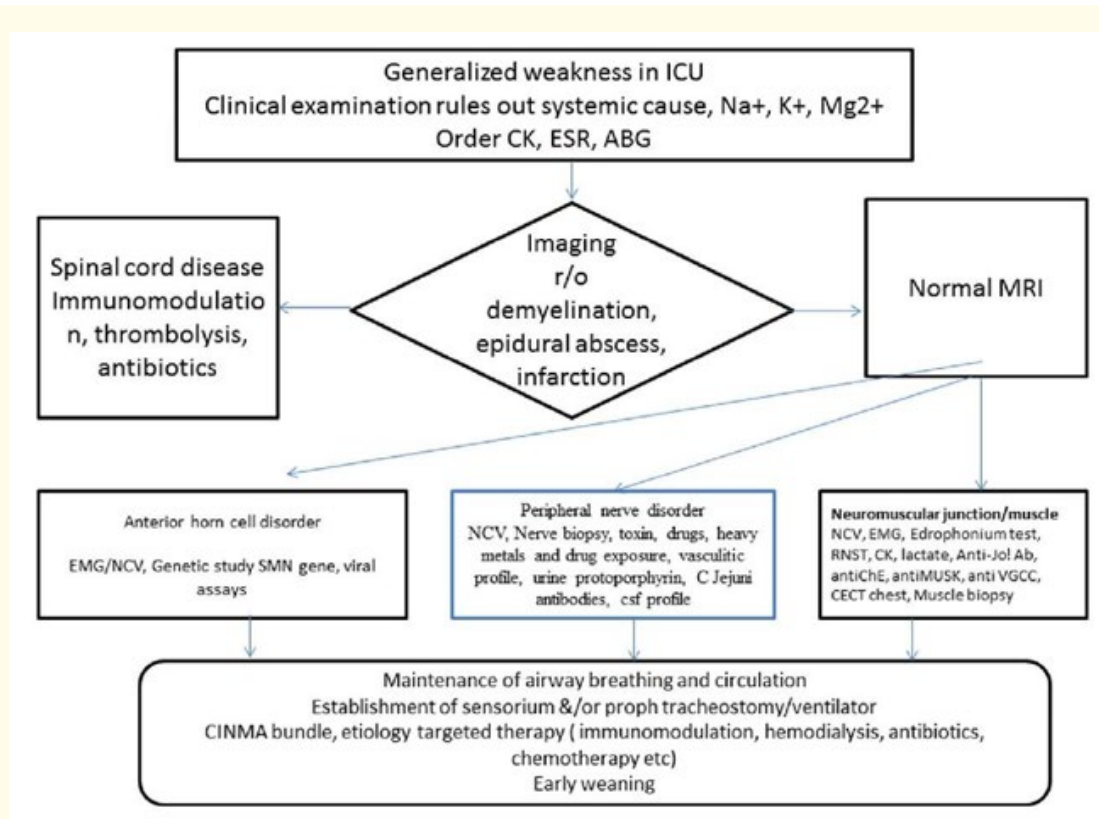 Generalized weakness in ICU
Clinical examination rules out systemic cause, Na+, K+, Mg2+
Order CK, ESR, ABG
Spinal cord disease
Immunomodulatio
n, thrombolysis,
antibiotics
Imaging
r/o
demyelination,
epidural abscess,
infarction
Normal MRI
Anterior horn cell disorder
EMG/NCV, Genetic study SMN gene, viral
assays
Peripheral nerve disorder
NCV, Nerve biopsy, toxin, drugs, heavy
metals and drug exposure, vasculitic
profile, urine protoporphyrin, C Jejuni
antibodies, csf profile
Neuromuscular junction/muscle
NCV, EMG, Edrophonium test,
RNST, CK, lactate, Anti-Jo! Ab,
antiChE, antiMUSK, anti VGCC,
CECT chest, Muscle biopsy
Maintenance of airway breathing and circulation
Establishment of sensorium &/or proph tracheostomy/ventilator
CINMA bundle, etiology targeted therapy ( immunomodulation, hemodialysis, antibiotics,
chemotherapy etc)
Early weaning